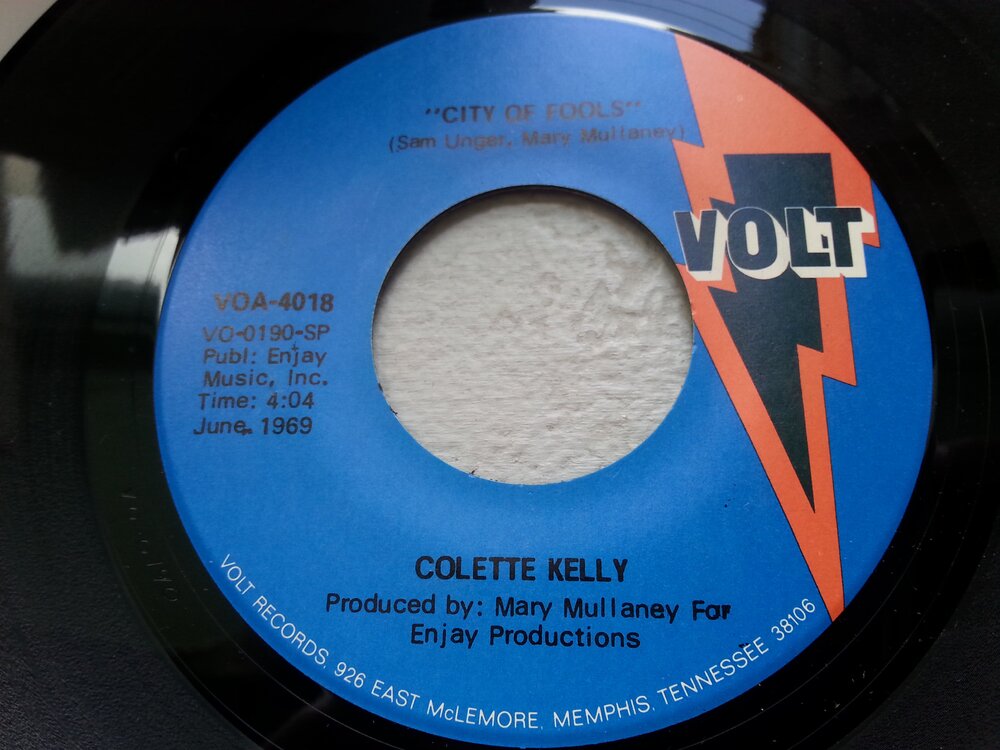 "CITY OF FOOLS"
(Sam Unger, Mary Mullaney)
VOLT
VOA-4018
VO-0190-SP
Publ: Enjay
Music, Inc.
Time: 4:04
June, 1969
COLETTE KELLY
Produced by: Mary Mullaney For
Enjay Productions
VOLT RECORDS, 926 EAST McLEMORE, MEMPHIS, TENNESSEE 38106